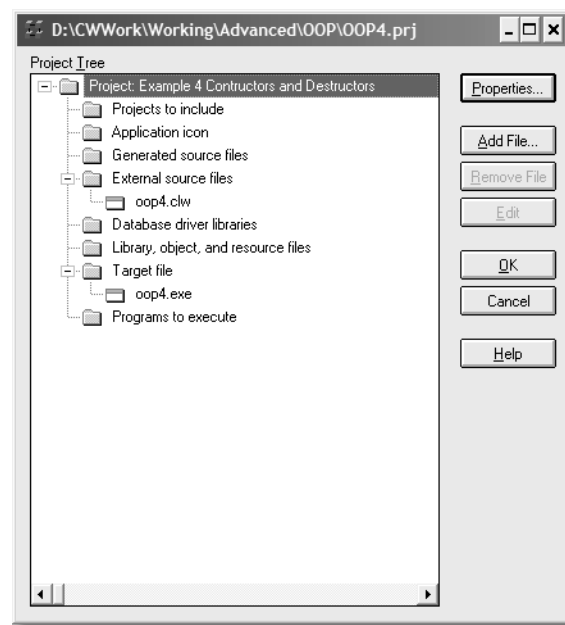 D:\CWWork\Working\Advanced\OOP\OOP4.prj
Project Tree
Project: Example 4 Contructors and Destructors
Projects to include
Application icon
Generated source files
External source files
oop4.clw
Database driver libraries
Library, object, and resource files
Target file
oop4.exe
Programs to execute
Properties...
Add File...
Remove File
Edit
OK
Cancel
Help